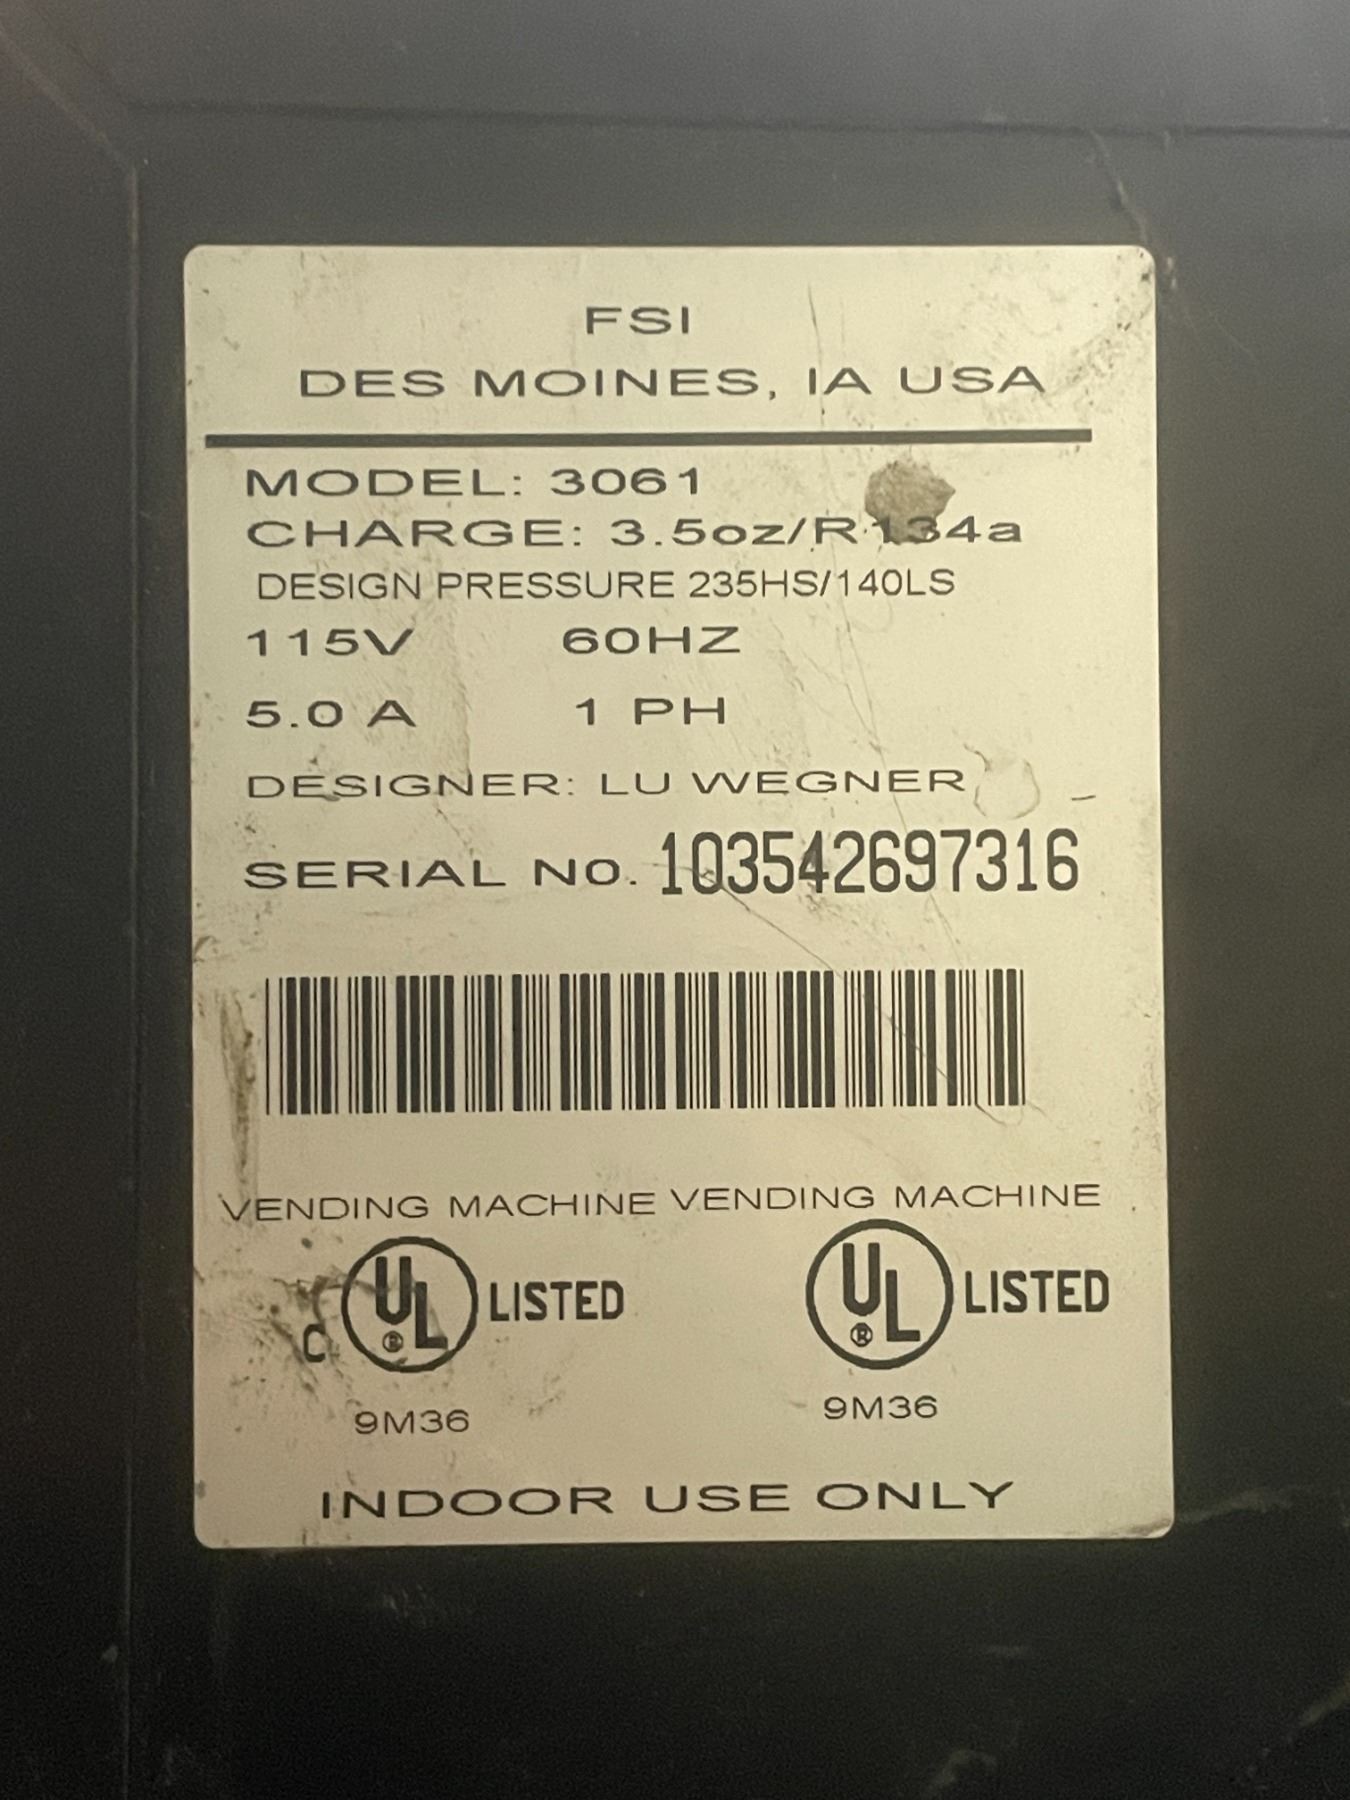 FSI
DES MOINES, IA USA
MODEL: 3061
CHARGE: 3.5oz/R134a
DESIGN PRESSURE 235HS/140LS
115V 60HZ
5.0 A 1 PH
DESIGNER: LU WEGNER
SERIAL NO. 103542697316
VENDING MACHINE VENDING MACHINE
C UL ® LISTED UL ® LISTED
9M36 9M36
INDOOR USE ONLY